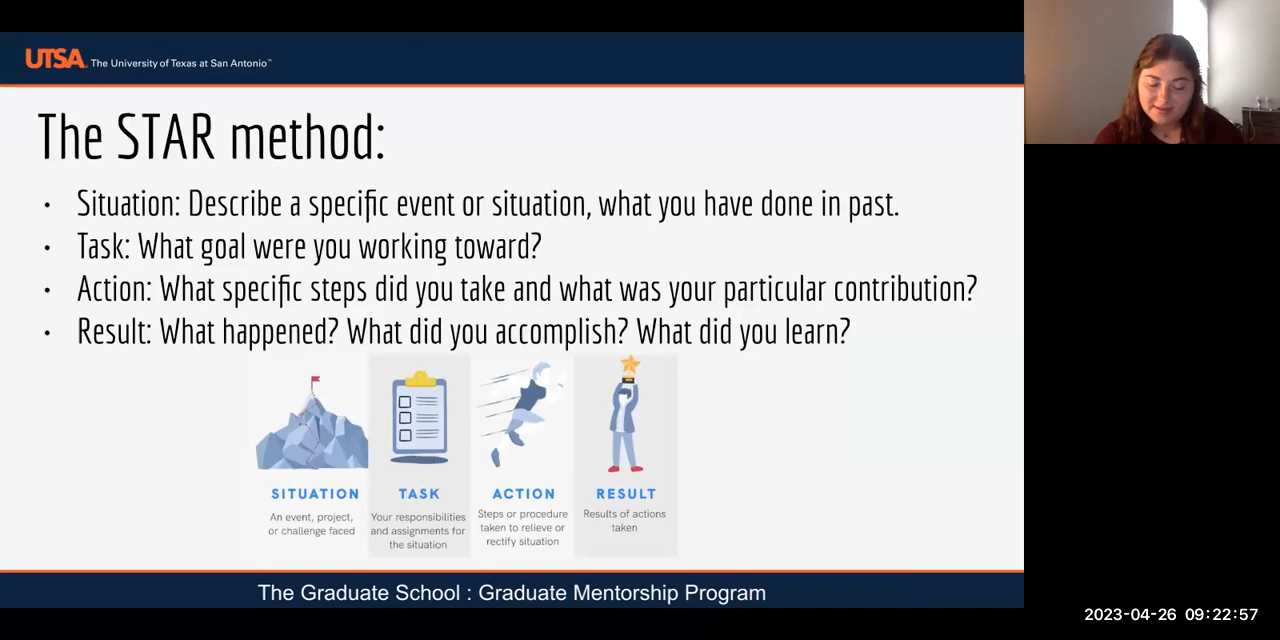 UTSA The University of Texas at San Antonio™
The STAR method:
• Situation: Describe a specific event or situation, what you have done in past.
• Task: What goal were you working toward?
• Action: What specific steps did you take and what was your particular contribution?
• Result: What happened? What did you accomplish? What did you learn?
SITUATION
An event, project,
or challenge faced
TASK
Your responsibilities
and assignments for
the situation
ACTION
Steps or procedure
taken to relieve or
rectify situation
RESULT
Results of actions
taken
The Graduate School : Graduate Mentorship Program
2023-04-26 09:22:57